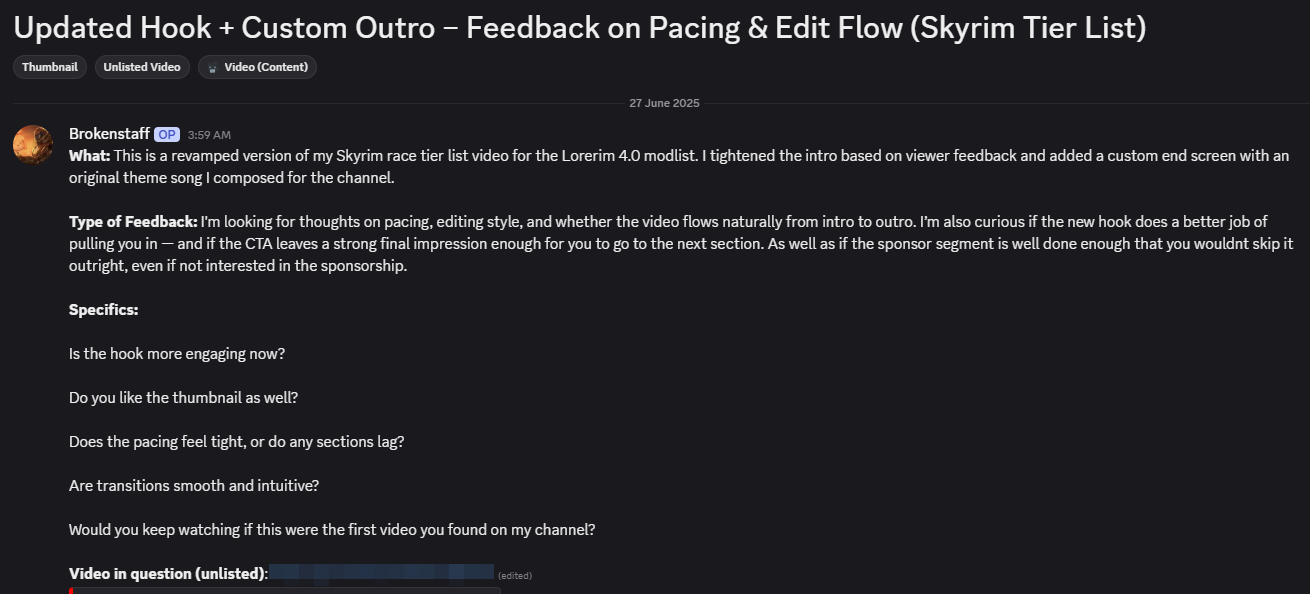 Updated Hook + Custom Outro – Feedback on Pacing & Edit Flow (Skyrim Tier List)
Thumbnail
Unlisted Video
Video (Content)
27 June 2025
Brokenstaff OP 3:59 AM
What: This is a revamped version of my Skyrim race tier list video for the Lorerim 4.0 modlist. I tightened the intro based on viewer feedback and added a custom end screen with an
original theme song I composed for the channel.
Type of Feedback: I'm looking for thoughts on pacing, editing style, and whether the video flows naturally from intro to outro. I’m also curious if the new hook does a better job of
pulling you in — and if the CTA leaves a strong final impression enough for you to go to the next section. As well as if the sponsor segment is well done enough that you wouldnt skip it
outright, even if not interested in the sponsorship.
Specifics:
Is the hook more engaging now?
Do you like the thumbnail as well?
Does the pacing feel tight, or do any sections lag?
Are transitions smooth and intuitive?
Would you keep watching if this were the first video you found on my channel?
Video in question (unlisted): (edited)